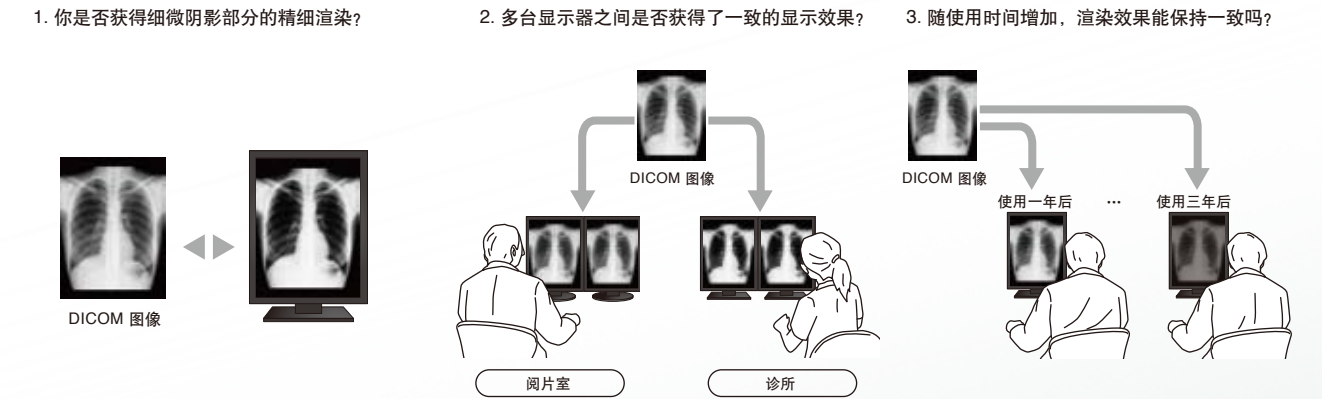 1. 你是否获得细微阴影部分的精细渲染?
DICOM 图像
2. 多台显示器之间是否获得了一致的显示效果?
DICOM 图像
阅片室
诊所
3. 随使用时间增加，渲染效果能保持一致吗?
DICOM 图像
使用一年后
…
使用三年后